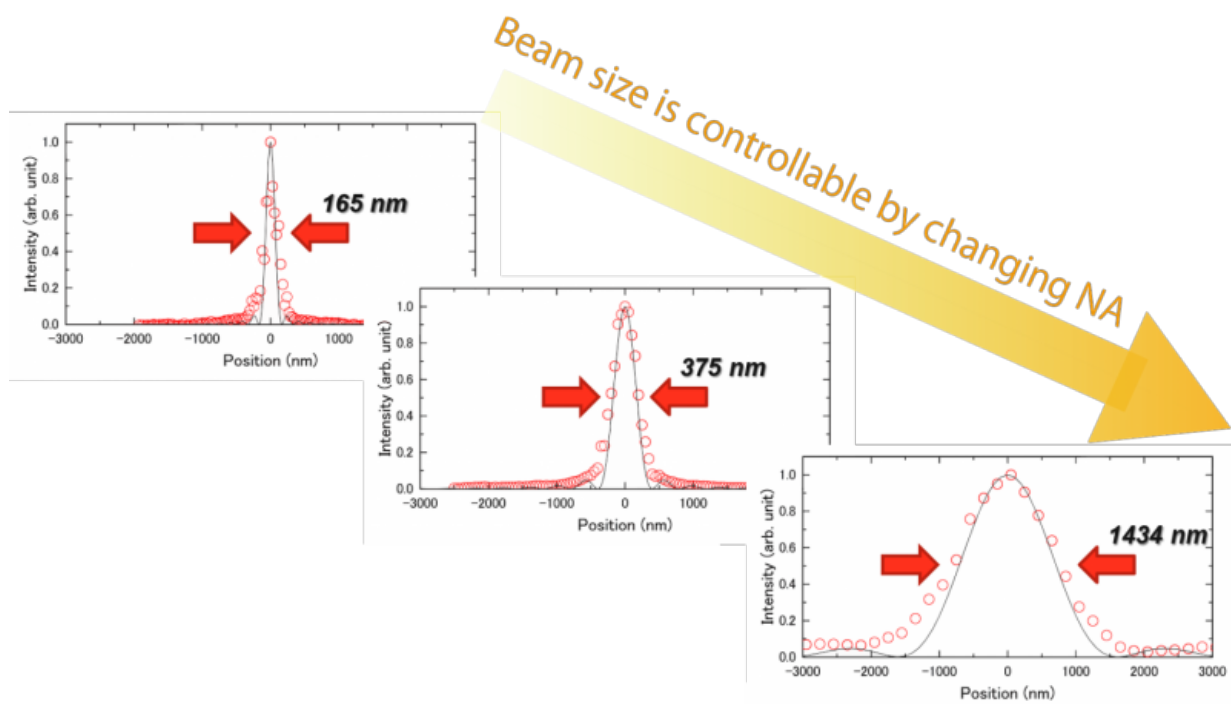 Beam size is controllable by changing NA
165 nm
Intensity (arb. unit)
1.0
0.8
0.6
0.4
0.2
0.0
-3000 -2000 -1000 0 1000
Position (nm)
375 nm
Intensity (arb. unit)
1.0
0.8
0.6
0.4
0.2
0.0
-3000 -2000 -1000 0 1000
Position (nm)
1434 nm
Intensity (arb. unit)
1.0
0.8
0.6
0.4
0.2
0.0
-3000 -2000 -1000 0 1000 2000 3000
Position (nm)